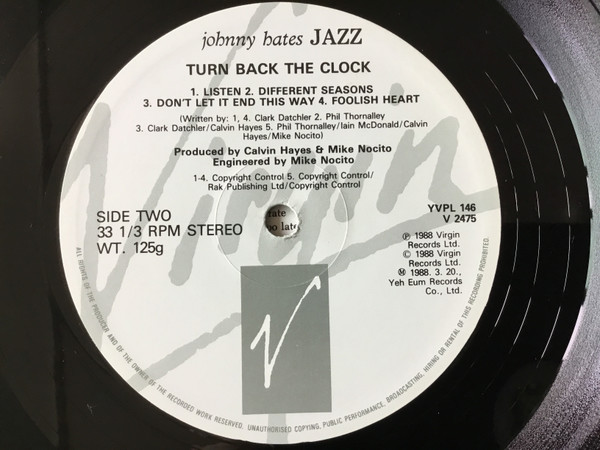 johnny hates JAZZ
TURN BACK THE CLOCK
1. LISTEN 2. DIFFERENT SEASONS
3. DON'T LET IT END THIS WAY 4. FOOLISH HEART
(Written by: 1, 4. Clark Datchler 2. Phil Thornalley
3. Clark Datchler/Calvin Hayes 5. Phil Thornalley/Iain McDonald/Calvin
Hayes/Mike Nocito)
Produced by Calvin Hayes & Mike Nocito
Engineered by Mike Nocito
1-4. Copyright Control 5. Copyright Control/
Rak Publishing Ltd/Copyright Control
SIDE TWO
33 1/3 RPM STEREO
WT. 125g
rate
oo late
YVPL 146
V 2475
Ⓟ 1988 Virgin
Records Ltd.
© 1988 Virgin
Records Ltd.
Ⓜ 1988. 3. 20.,
Yeh Eum Records
Co., Ltd.
Virgin
V
ALL RIGHTS OF THE PRODUCER AND OF THE OWNER OF THE RECORDED WORK RESERVED. UNAUTHORISED COPYING, PUBLIC PERFORMANCE, BROADCASTING, HIRING OR RENTAL OF THIS RECORDING PROHIBITED.